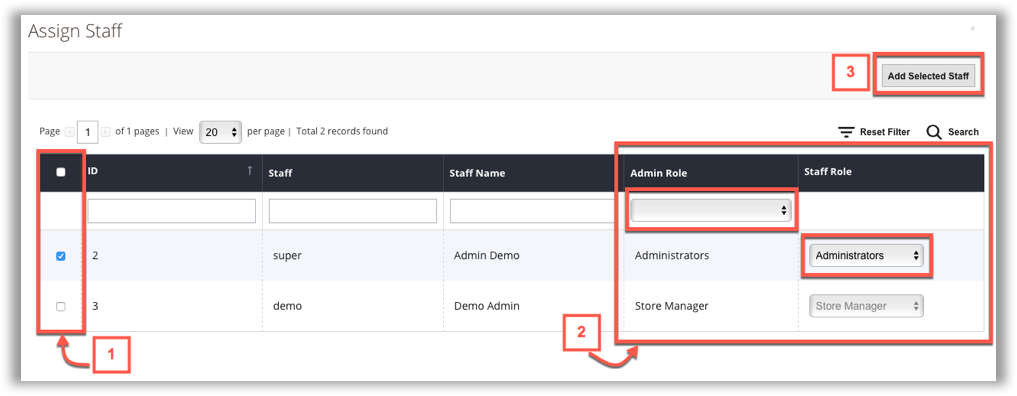 Assign Staff
3
Add Selected Staff
Page 1 of 1 pages | View 20 per page | Total 2 records found
Reset Filter Search
ID Staff Staff Name Admin Role Staff Role
2 super Admin Demo Administrators Administrators
3 demo Demo Admin Store Manager Store Manager
2
1